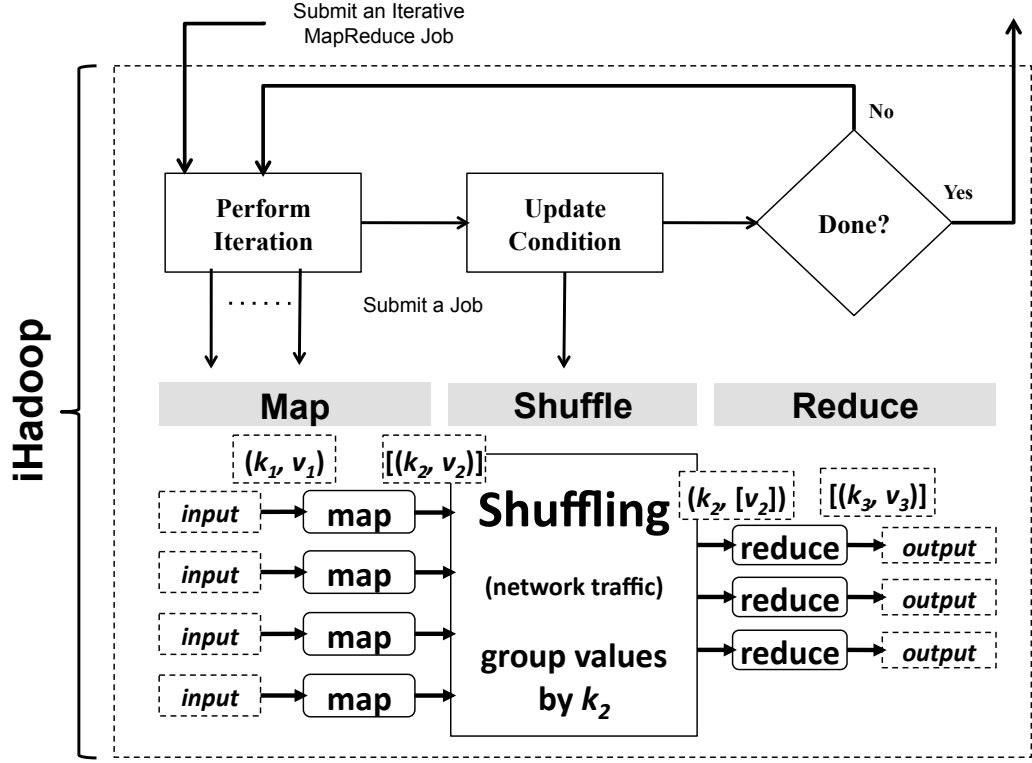 Submit an Iterative
MapReduce Job
No
Yes
Perform
Iteration
Update
Condition
Done?
Submit a Job
iHadoop
Map
Shuffle
Reduce
(k₁, v₁)
[(k₂, v₂)]
(k₂, [v₂])
[(k₃, v₃)]
input
map
input
map
input
map
input
map
Shuffling
(network traffic)
group values
by k₂
reduce
output
reduce
output
reduce
output